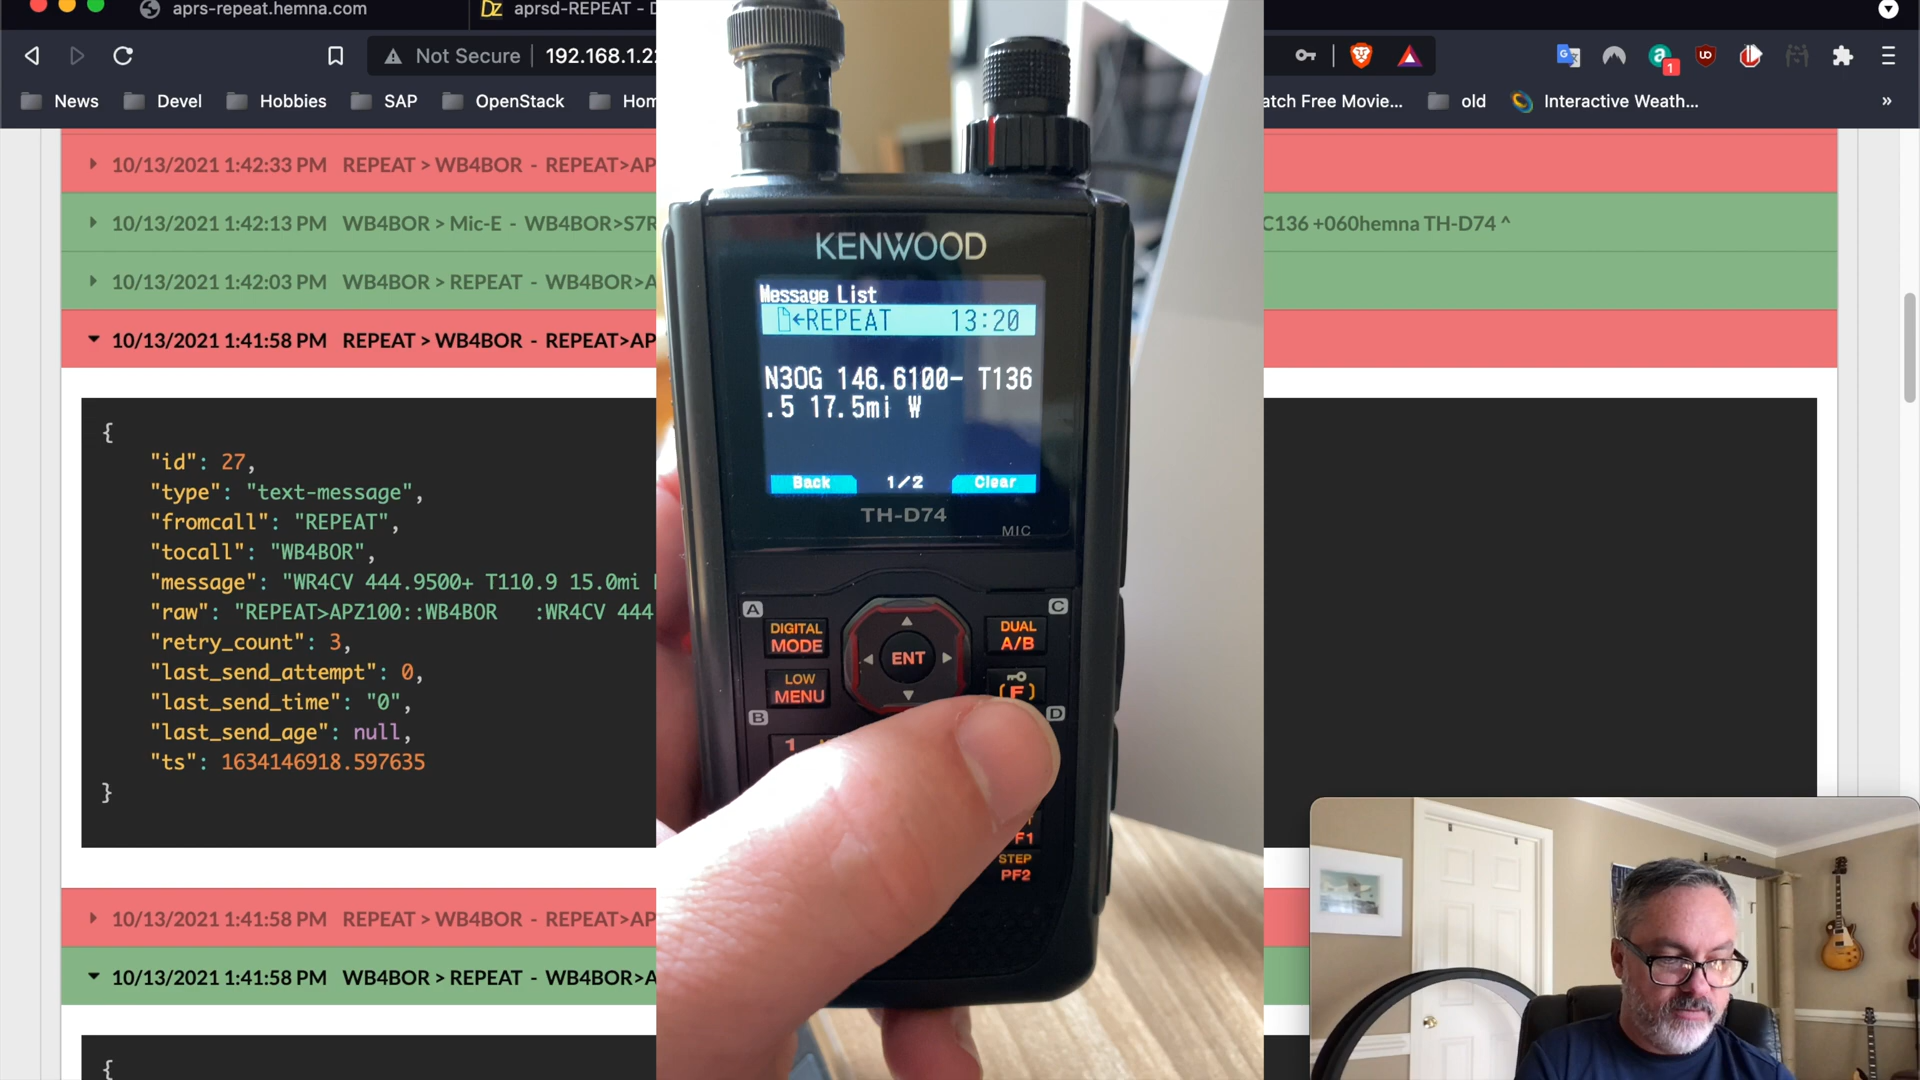 aprs-repeat.hemna.com
aprsd-REPEAT - D
Not Secure
192.168.1.2
1
News
Devel
Hobbies
SAP
OpenStack
Hom
atch Free Movie...
old
Interactive Weath...
»
10/13/2021 1:42:33 PM REPEAT > WB4BOR - REPEAT>AP
10/13/2021 1:42:13 PM WB4BOR > Mic-E - WB4BOR>S7R
C136 +060hemna TH-D74 ^
10/13/2021 1:42:03 PM WB4BOR > REPEAT - WB4BOR>A
10/13/2021 1:41:58 PM REPEAT > WB4BOR - REPEAT>AP
{
"id": 27,
"type": "text-message",
"fromcall": "REPEAT",
"tocall": "WB4BOR",
"message": "WR4CV 444.9500+ T110.9 15.0mi
"raw": "REPEAT>APZ100::WB4BOR   :WR4CV 444
"retry_count": 3,
"last_send_attempt": 0,
"last_send_time": "0",
"last_send_age": null,
"ts": 1634146918.597635
}
10/13/2021 1:41:58 PM REPEAT > WB4BOR - REPEAT>AP
10/13/2021 1:41:58 PM WB4BOR > REPEAT - WB4BOR>A
{
KENWOOD
Message List
←REPEAT 13:20
N3OG 146.6100- T136
.5 17.5mi W
Back 1/2 Clear
TH-D74
MIC
A
C
DIGITAL
MODE
DUAL
A/B
ENT
LOW
MENU
(F)
B
D
1
F1
STEP
PF2